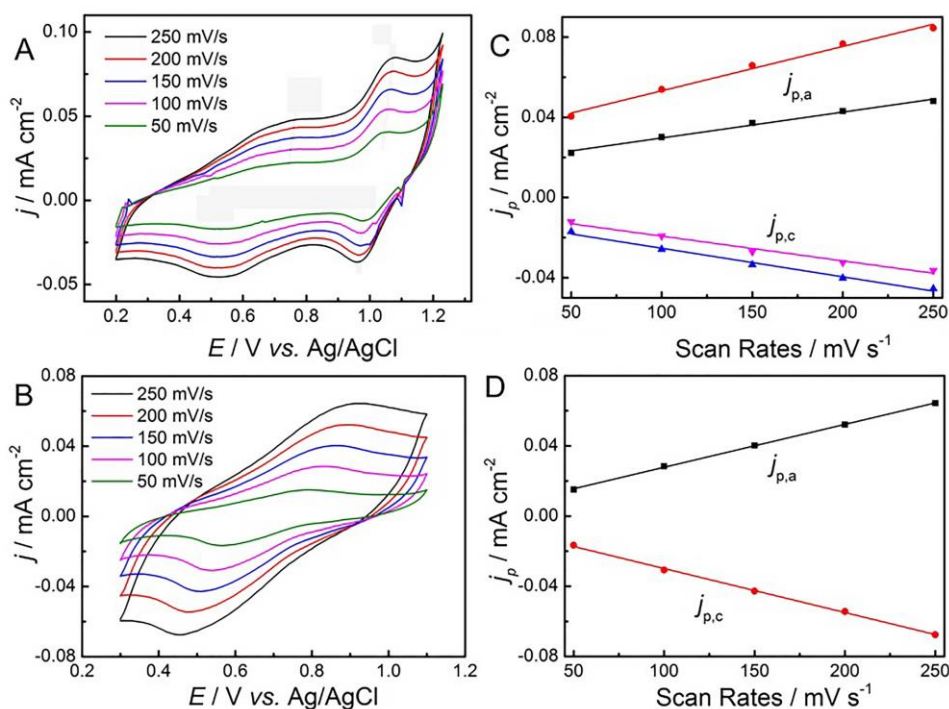 A
250 mV/s
200 mV/s
150 mV/s
100 mV/s
50 mV/s
0.10
0.05
0.00
-0.05
j / mA cm⁻²
0.2 0.4 0.6 0.8 1.0 1.2
E / V vs. Ag/AgCl
C
j p,a
j p,c
0.08
0.04
0.00
-0.04
j p / mA cm⁻²
50 100 150 200 250
Scan Rates / mV s⁻¹
B
250 mV/s
200 mV/s
150 mV/s
100 mV/s
50 mV/s
0.08
0.04
0.00
-0.04
-0.08
j / mA cm⁻²
0.2 0.4 0.6 0.8 1.0 1.2
E / V vs. Ag/AgCl
D
j p,a
j p,c
0.08
0.04
0.00
-0.04
-0.08
j p / mA cm⁻²
50 100 150 200 250
Scan Rates / mV s⁻¹